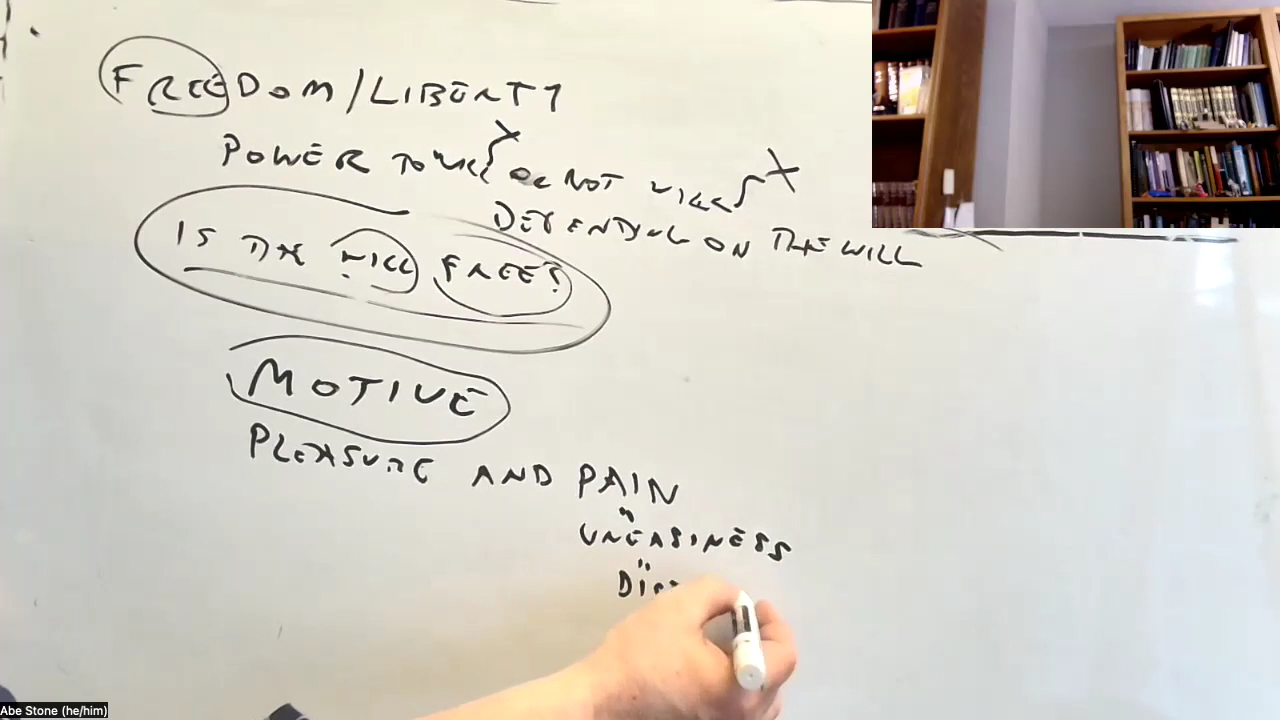 FREEDOM/LIBERTY
POWER TO WILL X OR NOT WILL X
DEPENDING ON THE WILL
IS THE WILL FREE?
MOTIVE
PLEASURE AND PAIN
"
UNEASINESS
"
Abe Stone (he/him)